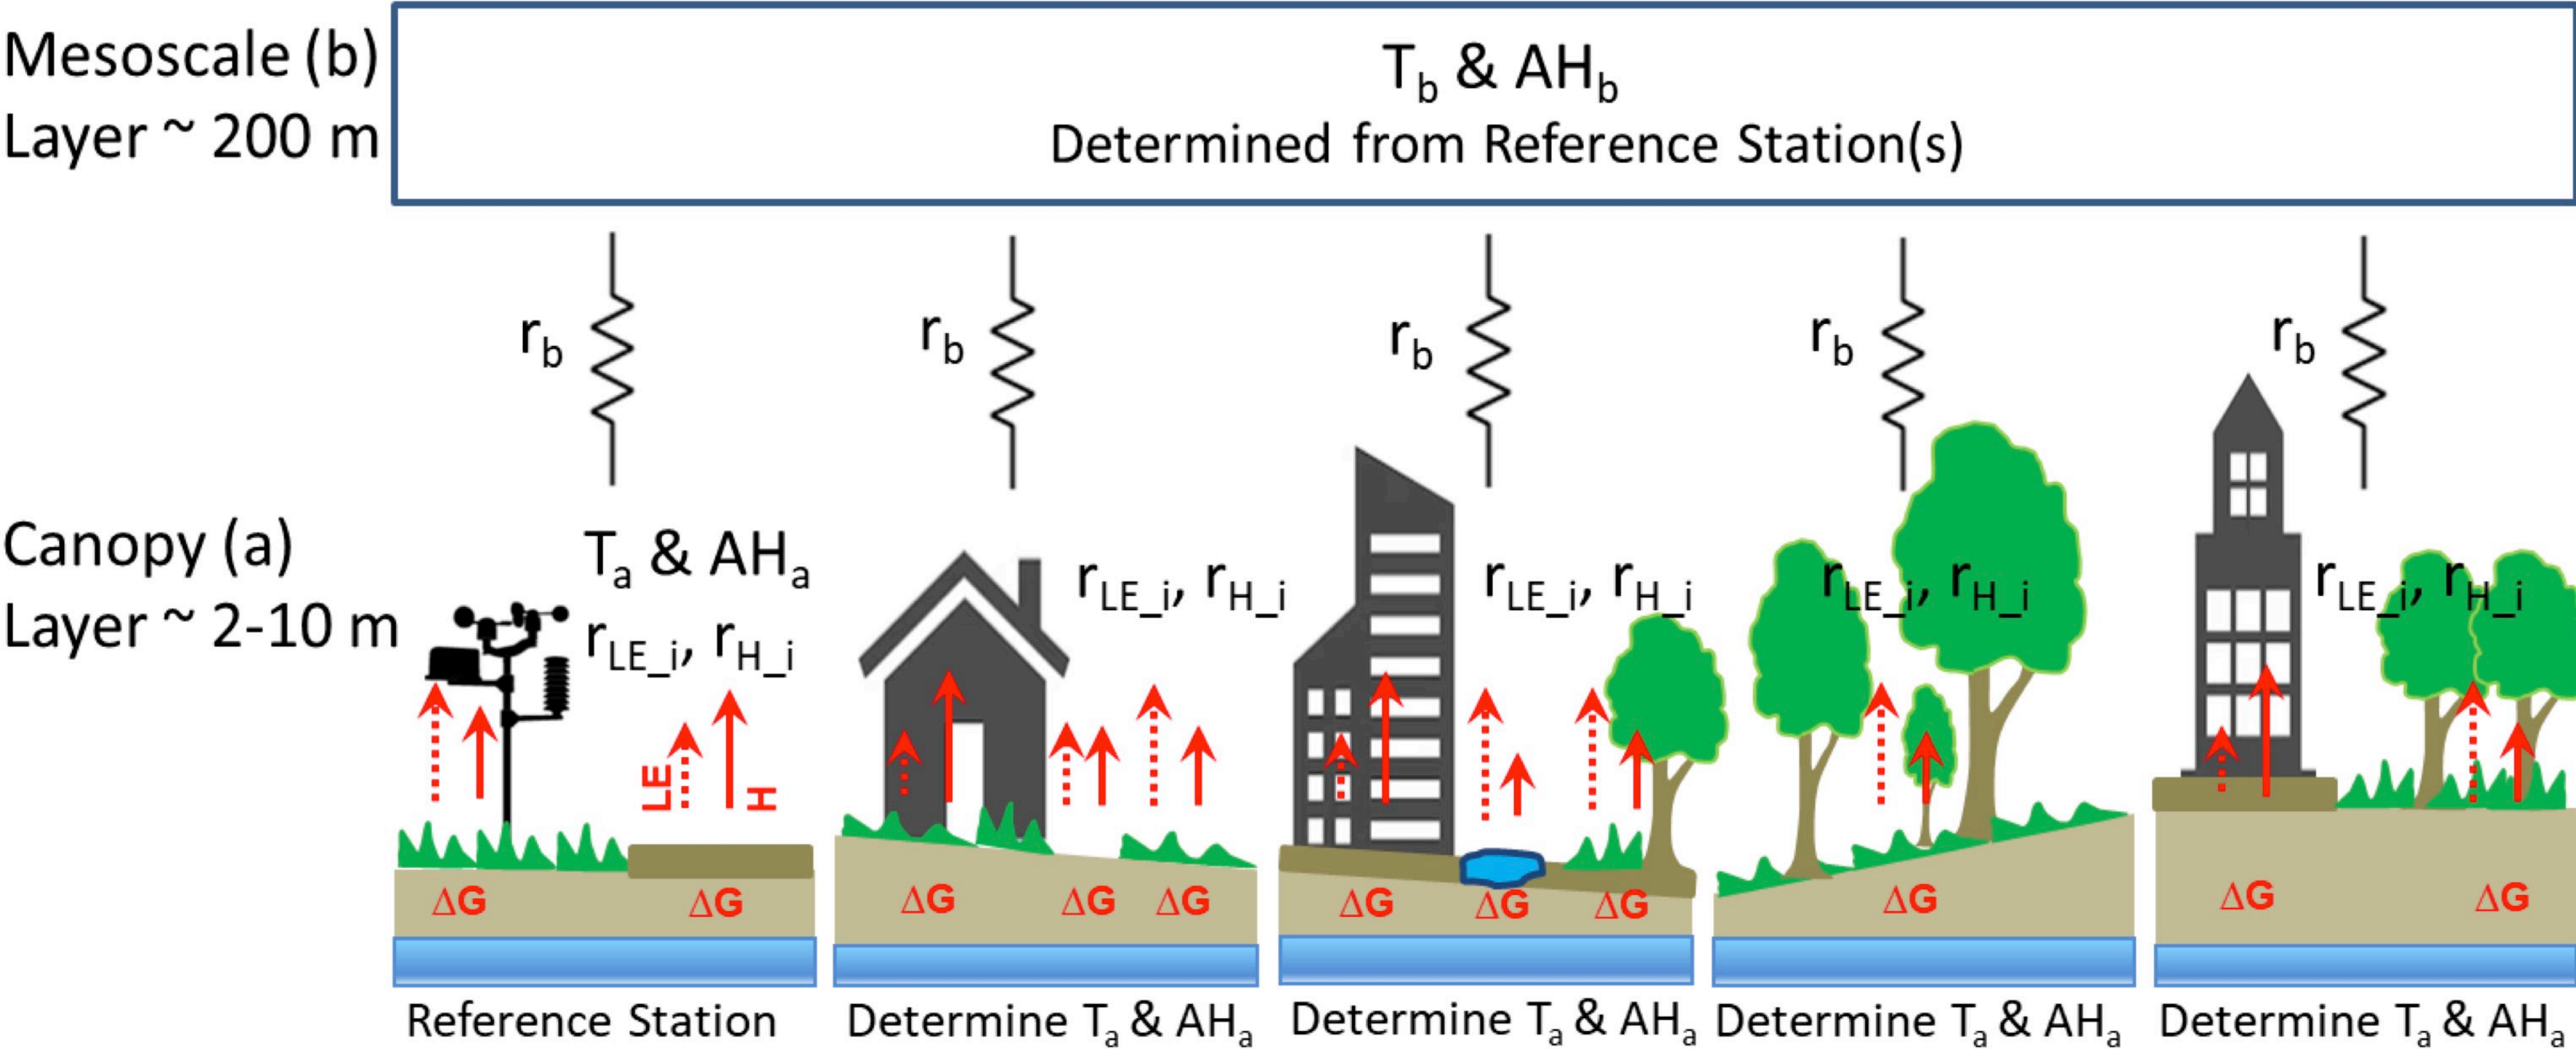 Mesoscale (b)
Layer ~ 200 m
T_b & AH_b
Determined from Reference Station(s)
r_b
r_b
r_b
r_b
r_b
Canopy (a)
Layer ~ 2-10 m
T_a & AH_a
r_LE_i, r_H_i
r_LE_i, r_H_i
r_LE_i, r_H_i
r_LE_i, r_H_i
r_LE_i, r_H_i
LE
H
ΔG
ΔG
ΔG
ΔG
ΔG
ΔG
ΔG
ΔG
ΔG
ΔG
ΔG
Reference Station
Determine T_a & AH_a
Determine T_a & AH_a
Determine T_a & AH_a
Determine T_a & AH_a